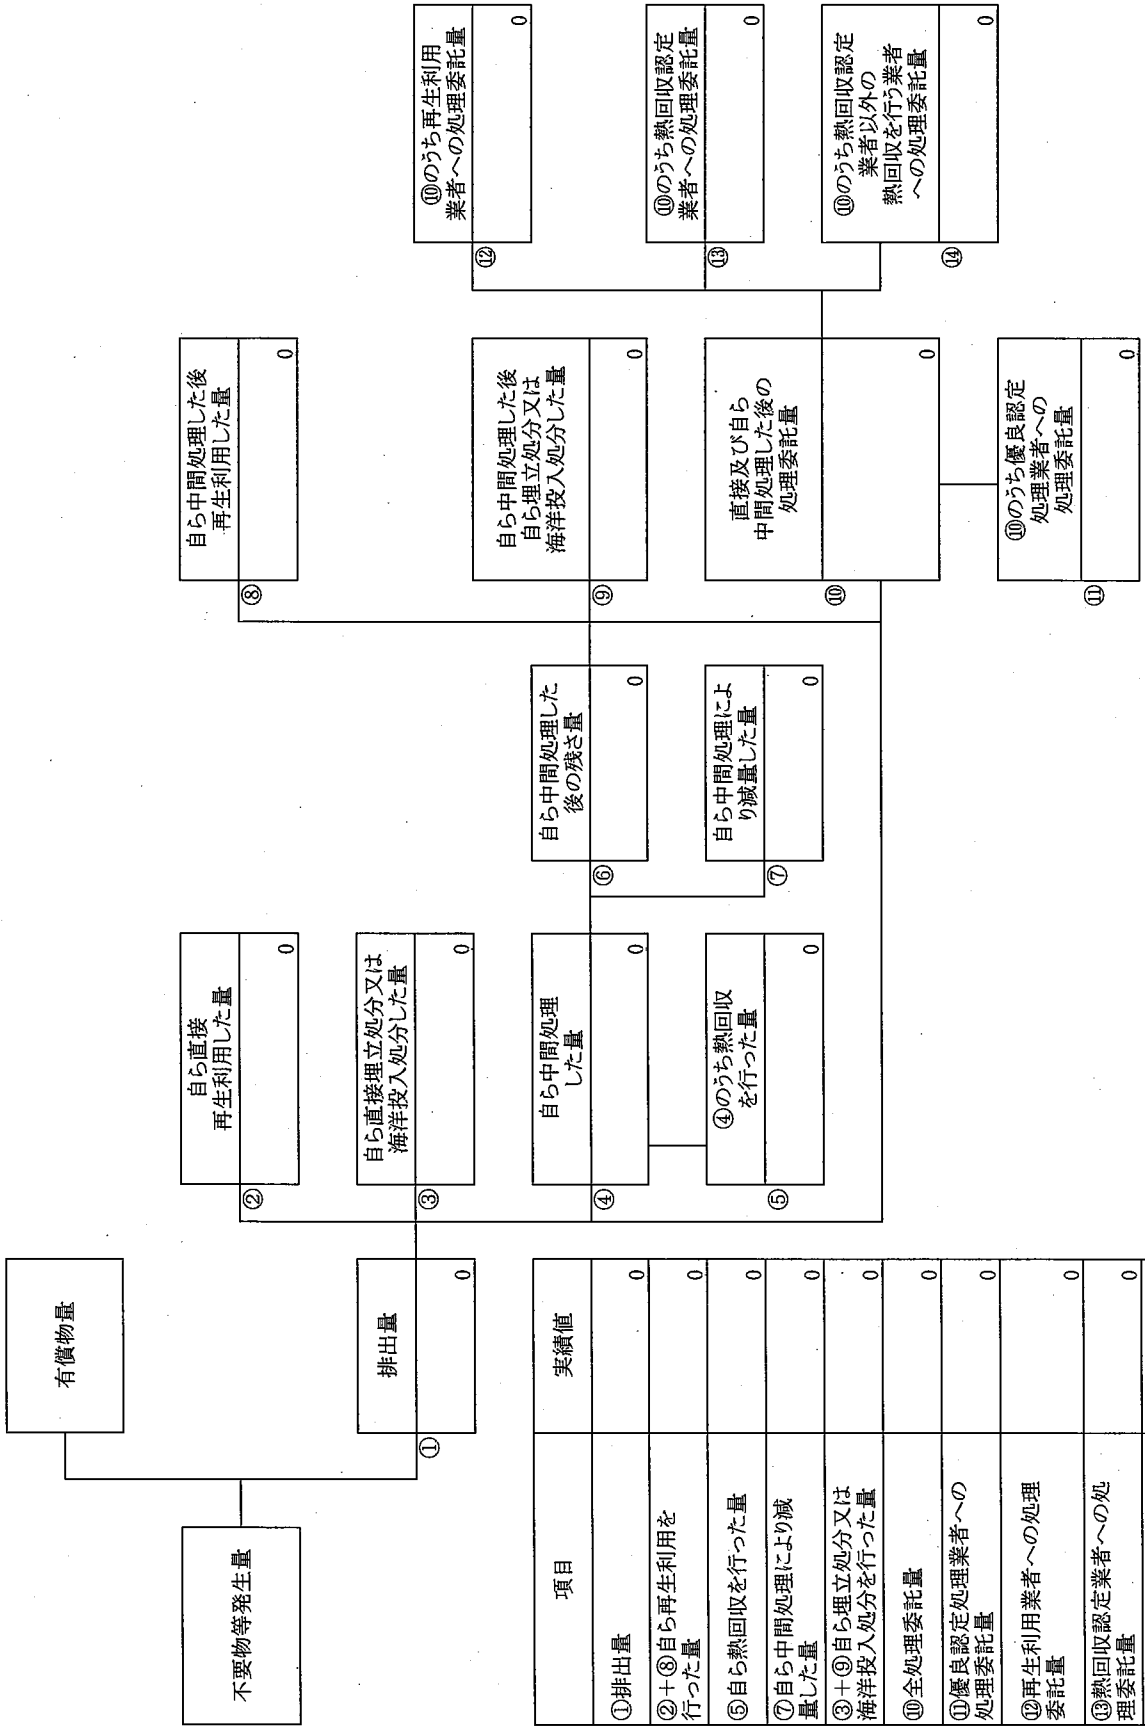 不要物等発生量
有償物量
①
排出量
0
②
自ら直接
再生利用した量
0
③
自ら直接埋立処分又は
海洋投入処分した量
0
④
自ら中間処理
した量
0
⑤
④のうち熱回収
を行った量
0
⑥
自ら中間処理した
後の残さ量
0
⑦
自ら中間処理によ
り減量した量
0
⑧
自ら中間処理した後
再生利用した量
0
⑨
自ら中間処理した後
自ら埋立処分又は
海洋投入処分した量
0
⑩
直接及び自ら
中間処理した後の
処理委託量
0
⑪
⑩のうち優良認定
処理業者への
処理委託量
0
⑫
⑩のうち再生利用
業者への処理委託量
0
⑬
⑩のうち熱回収認定
業者への処理委託量
0
⑭
⑩のうち熱回収認定
業者以外の
熱回収を行う業者
への処理委託量
0
項目 実績値
①排出量 0
②+⑧自ら再生利用を
行った量 0
⑤自ら熱回収を行った量 0
⑦自ら中間処理により減
量した量 0
③+⑨自ら埋立処分又は
海洋投入処分を行った量 0
⑩全処理委託量 0
⑪優良認定処理業者への
処理委託量 0
⑫再生利用業者への処理
委託量 0
⑬熱回収認定業者への処
理委託量 0